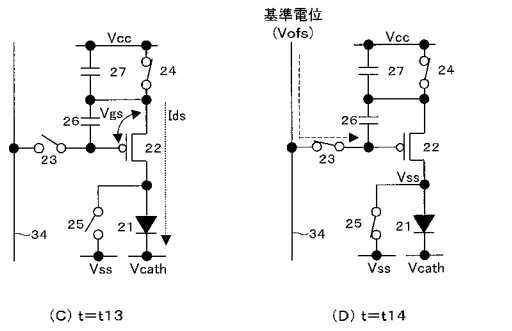 Vcc
27
24
26
Vgs
Ids
23
22
25
21
34
Vss
Vcath
(C) t=t13
基準電位
(Vofs)
Vcc
27
24
26
23
22
Vss
25
21
34
Vss
Vcath
(D) t=t14